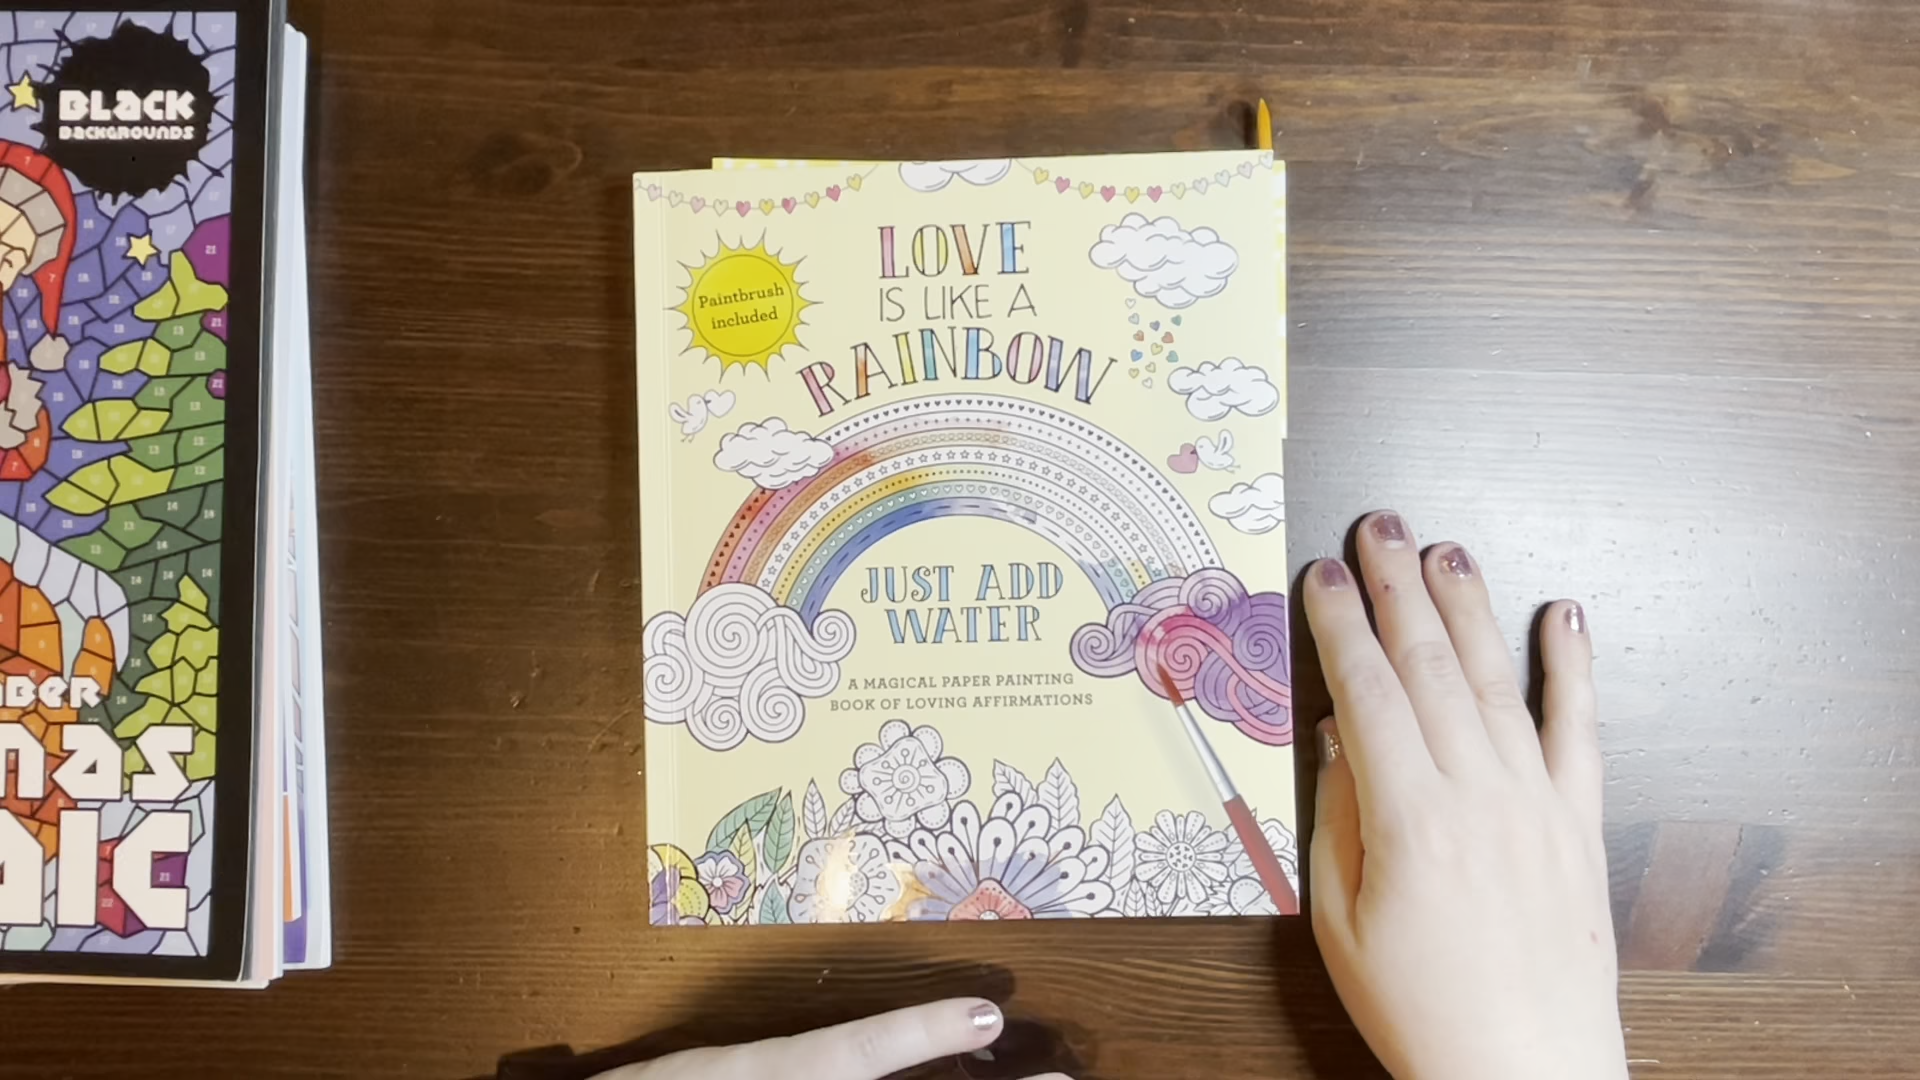 BLACK
BACKGROUNDS
LOVE
IS LIKE A
RAINBOW
Paintbrush
included
JUST ADD
WATER
A MAGICAL PAPER PAINTING
BOOK OF LOVING AFFIRMATIONS